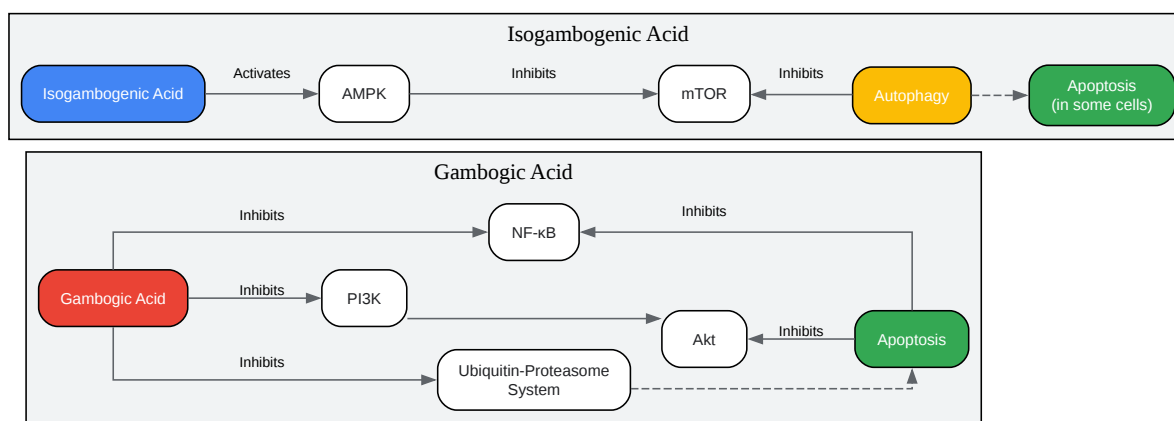 Isogambogenic Acid
Activates
Inhibits
Inhibits
Isogambogenic Acid
AMPK
mTOR
Autophagy
Apoptosis
(in some cells)
Gambogic Acid
Inhibits
Inhibits
NF-κB
Gambogic Acid
Inhibits
PI3K
Akt
Inhibits
Apoptosis
Inhibits
Ubiquitin-Proteasome
System